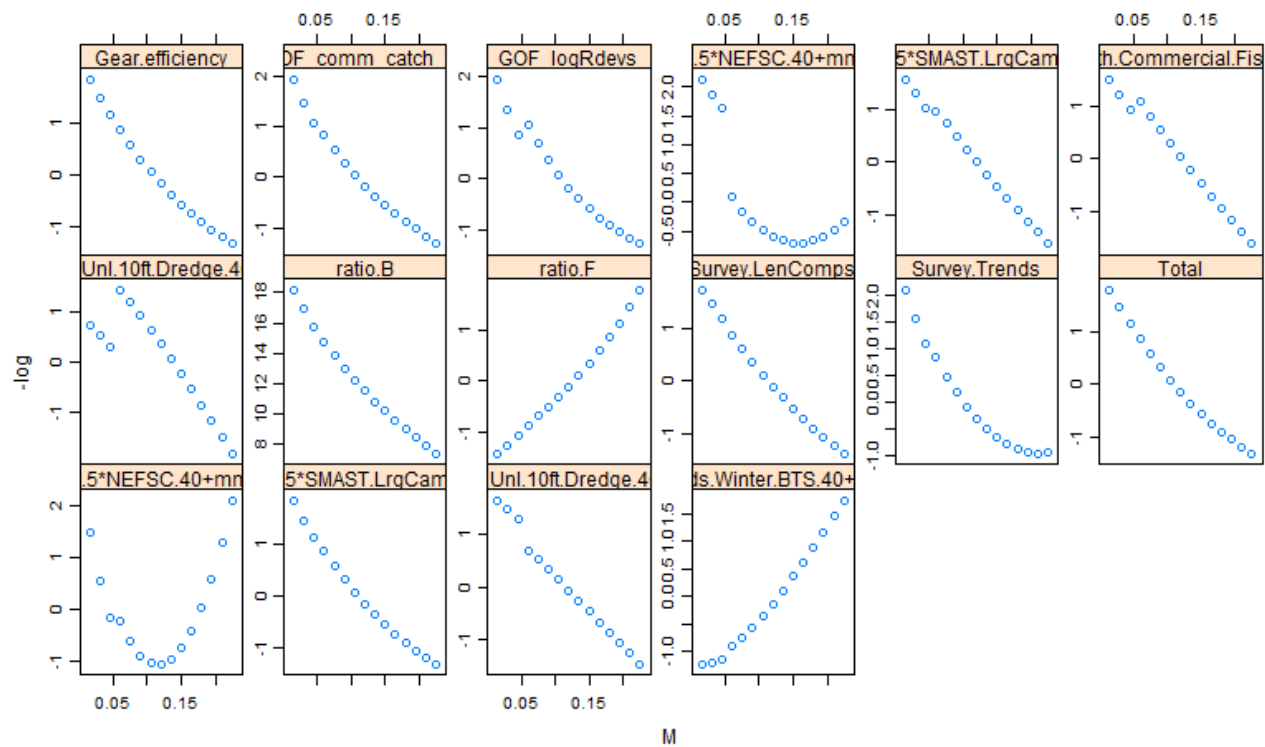 0.05 0.15 0.05 0.15 0.05 0.15
Gear.efficiency OF_comm_catch_ GOF_logRdevs .5*NEFSC.40+mm 5*SMAST.LrgCam th.Commercial.Fis
-1 0 1
-1 0 1 2
-1 0 1 2
-0.5 0.0 0.5 1.0 1.5 2.0
-1 0 1
-1 0 1
Unl.10ft.Dredge.40 ratio.B ratio.F Survey.LenComps Survey.Trends Total
-1 0 1
8 10 12 14 16 18
-1 0 1
-1 0 1
-1.0 0.0 0.5 1.0 1.5 2.0
-1 0 1
.5*NEFSC.40+mm 5*SMAST.LrgCam Unl.10ft.Dredge.40 ds.Winter.BTS.40+
-1 0 1 2
-1 0 1
-1 0 1
-1.0 0.0 0.5 1.0 1.5
0.05 0.15 0.05 0.15
-log
M